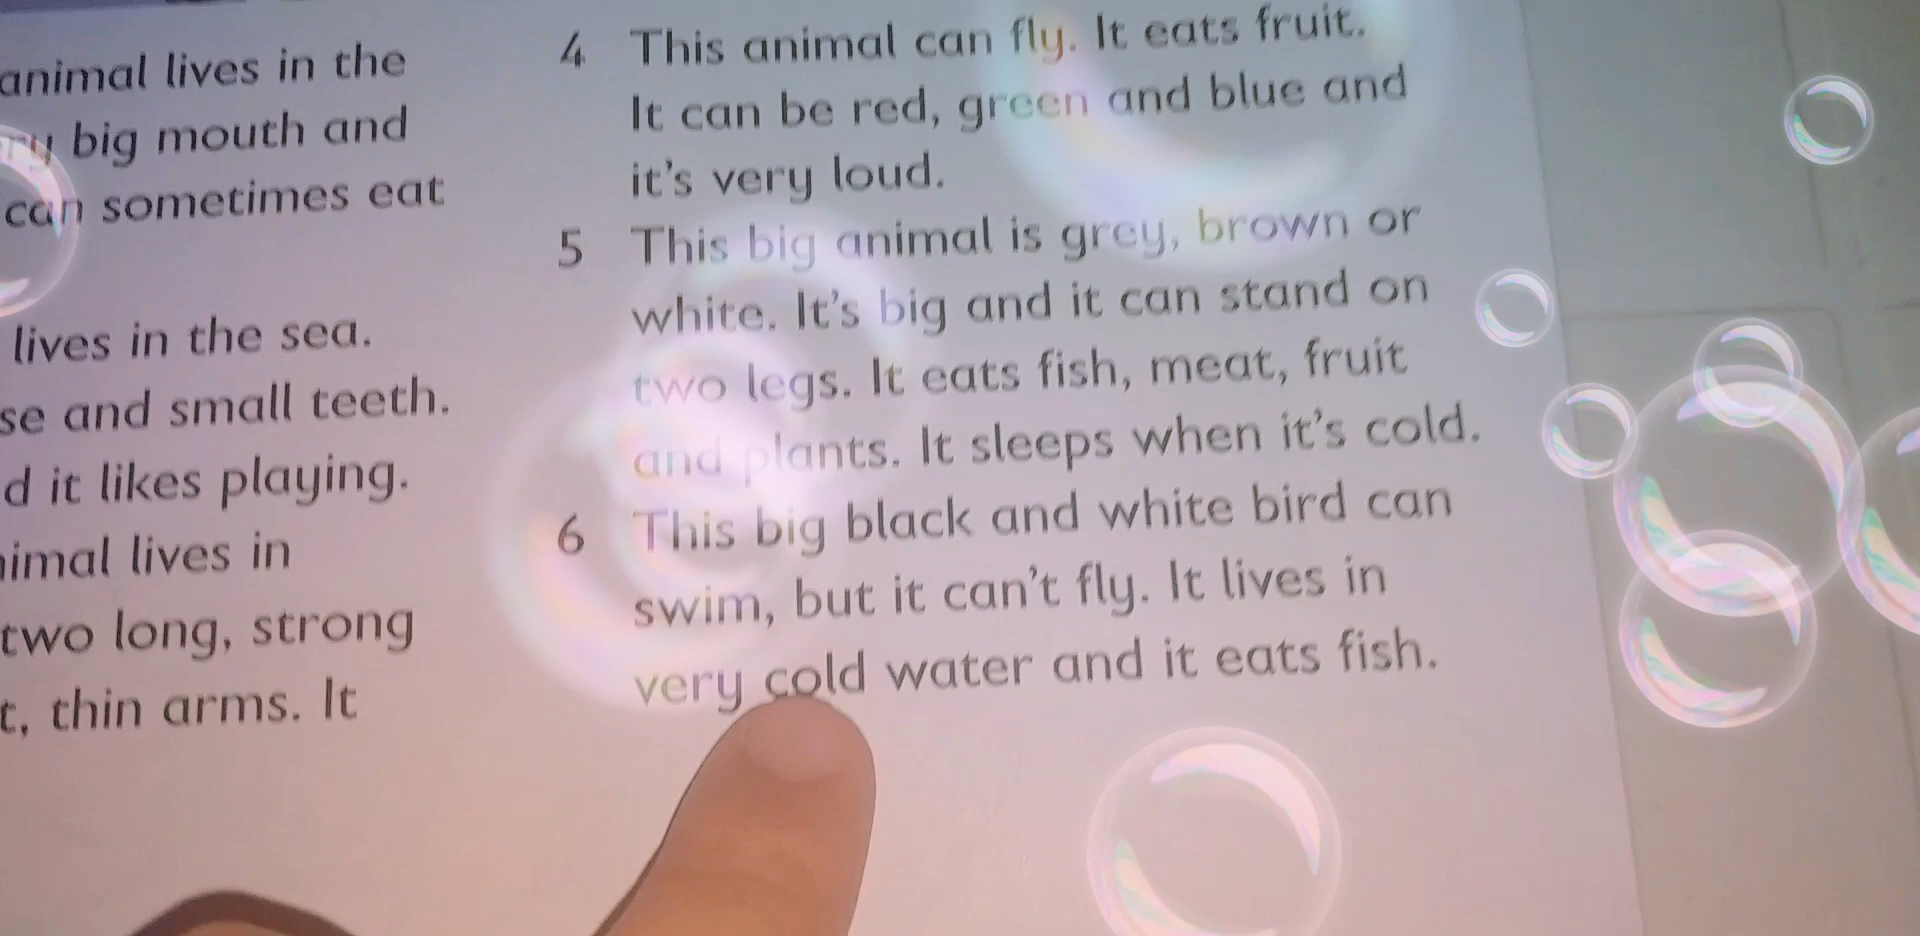 animal lives in the
big mouth and
can sometimes eat
lives in the sea.
se and small teeth.
d it likes playing.
imal lives in
two long, strong
t, thin arms. It
4 This animal can fly. It eats fruit.
It can be red, green and blue and
it's very loud.
5 This big animal is grey, brown or
white. It's big and it can stand on
two legs. It eats fish, meat, fruit
and plants. It sleeps when it's cold.
6 This big black and white bird can
swim, but it can't fly. It lives in
very cold water and it eats fish.